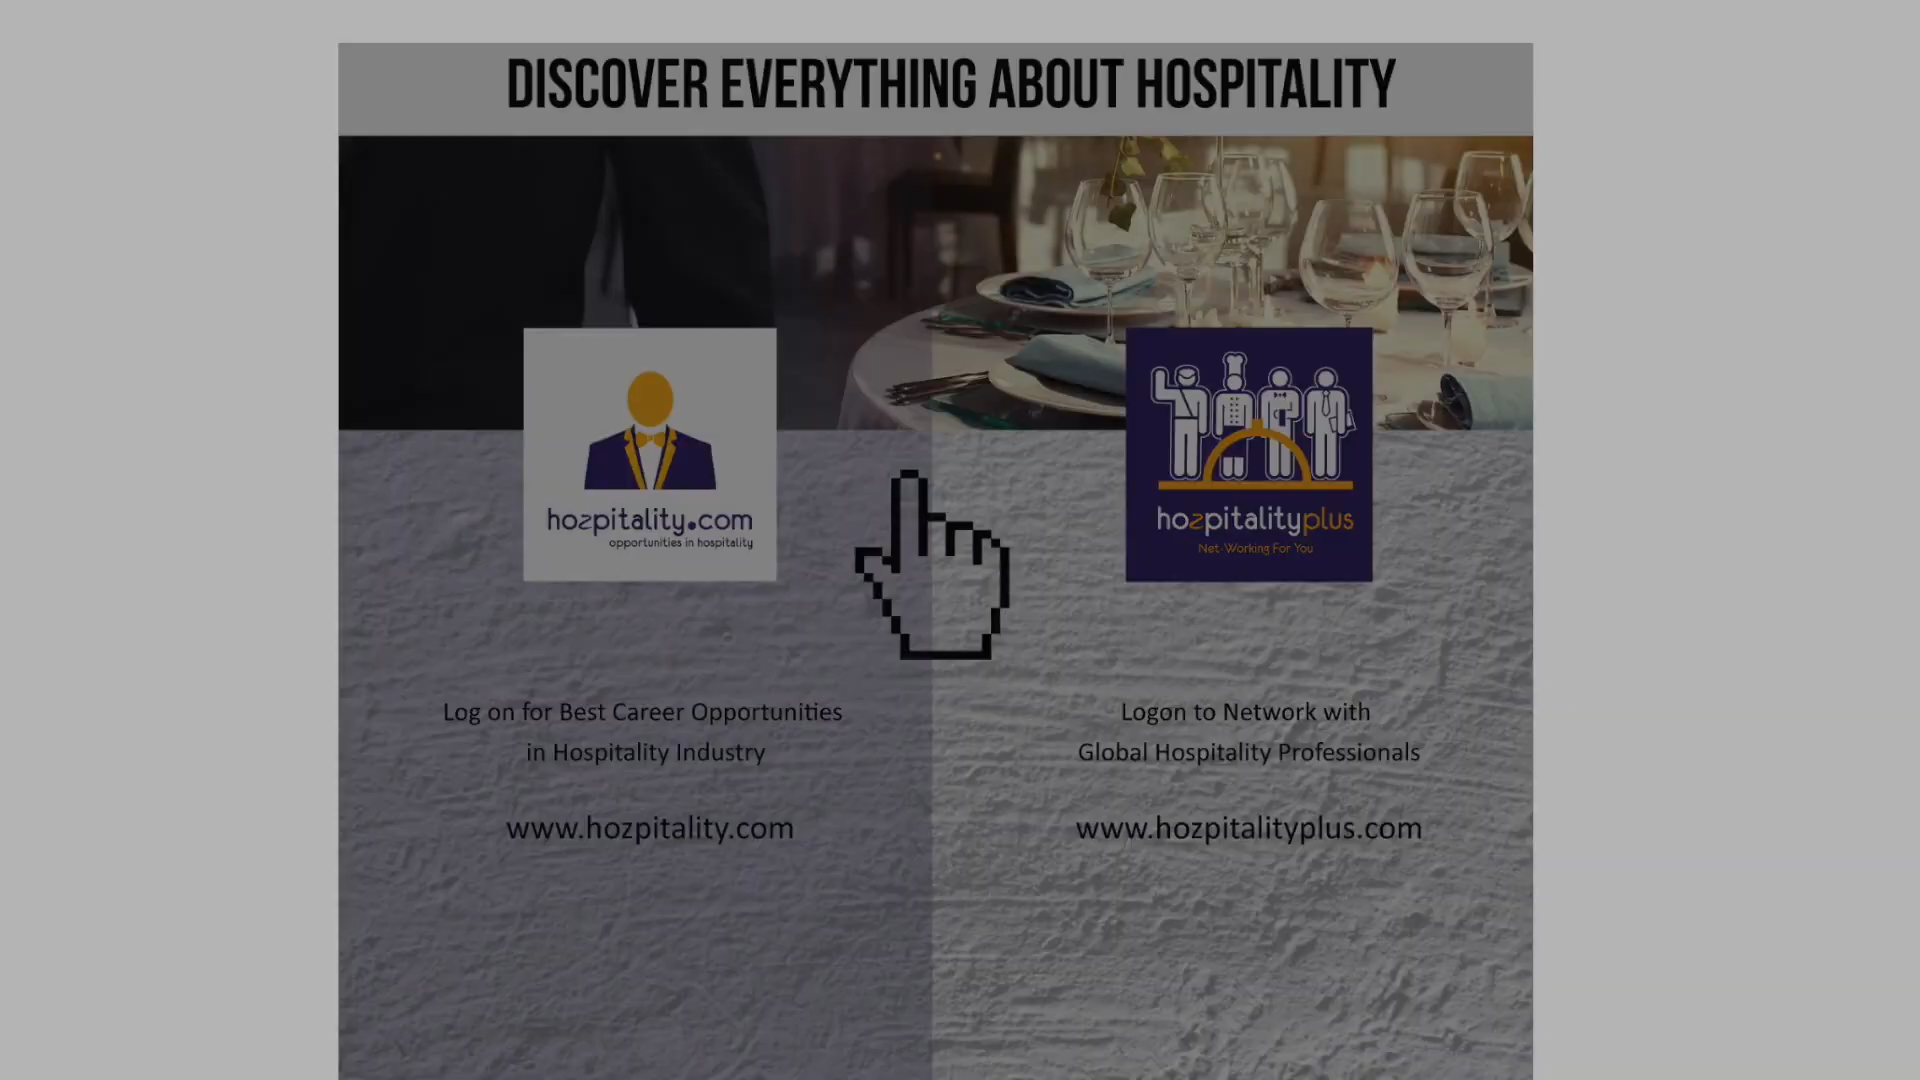 DISCOVER EVERYTHING ABOUT HOSPITALITY
hozpitality.com
opportunities in hospitality
Log on for Best Career Opportunities
in Hospitality Industry
www.hozpitality.com
hozpitalityplus
Net-Working For You
Logon to Network with
Global Hospitality Professionals
www.hozpitalityplus.com